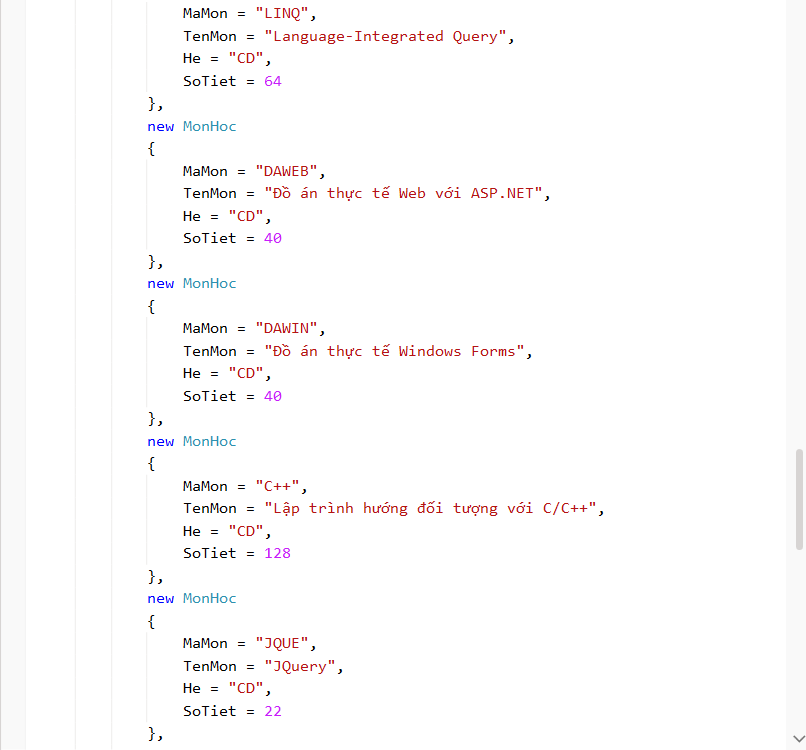 MaMon = "LINQ",
TenMon = "Language-Integrated Query",
He = "CD",
SoTiet = 64
},
new MonHoc
{
MaMon = "DAWEB",
TenMon = "Đồ án thực tế Web với ASP.NET",
He = "CD",
SoTiet = 40
},
new MonHoc
{
MaMon = "DAWIN",
TenMon = "Đồ án thực tế Windows Forms",
He = "CD",
SoTiet = 40
},
new MonHoc
{
MaMon = "C++",
TenMon = "Lập trình hướng đối tượng với C/C++",
He = "CD",
SoTiet = 128
},
new MonHoc
{
MaMon = "JQUE",
TenMon = "JQuery",
He = "CD",
SoTiet = 22
},